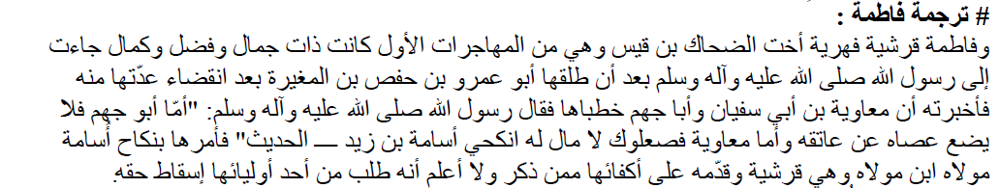 # ترجمة فاطمة :
وفاطمة قرشية فهرية أخت الضحاك بن قيس وهي من المهاجرات الأول كانت ذات جمال وفضل وكمال جاءت
إلى رسول الله صلى الله عليه وآله وسلم بعد أن طلقها أبو عمرو بن حفص بن المغيرة بعد انقضاء عدّتها منه
فأخبرته أن معاوية بن أبي سفيان وأبا جهم خطباها فقال رسول الله صلى الله عليه وآله وسلم: "أمّا أبو جهم فلا
يضع عصاه عن عاتقه وأما معاوية فصعلوك لا مال له انكحي أسامة بن زيد ـــ الحديث" فأمرها بنكاح أسامة
مولاه ابن مولاه وهي قرشية وقدّمه على أكفائها ممن ذكر ولا أعلم أنه طلب من أحد أوليائها إسقاط حقه.